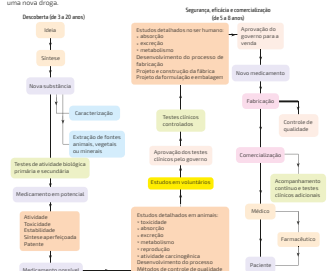 uma nova droga.
Descoberta (de 3 a 20 anos)
Ideia
Síntese
Nova substância
Caracterização
Extração de fontes
animais, vegetais
ou minerais
Testes de atividade biológica
primária e secundária
Medicamento em potencial
Atividade
Toxicidade
Estabilidade
Síntese aperfeiçoada
Patente
Medicamento possível
Segurança, eficácia e comercialização
(de 5 a 8 anos)
Estudos detalhados no ser humano:
• absorção
• excreção
• metabolismo
Desenvolvimento do processo de
fabricação
Projeto e construção da fábrica
Projeto da formulação e embalagem
Testes clínicos
controlados
Aprovação dos testes
clínicos pelo governo
Estudos em voluntários
Estudos detalhados em animais:
• toxicidade
• absorção
• excreção
• metabolismo
• reprodução
• atividade carcinogênica
Desenvolvimento do processo
Métodos de controle de qualidade
Aprovação do
governo para a
venda
Novo medicamento
Fabricação
Controle de
qualidade
Comercialização
Acompanhamento
contínuo e testes
clínicos adicionais
Médico
Farmacêutico
Paciente